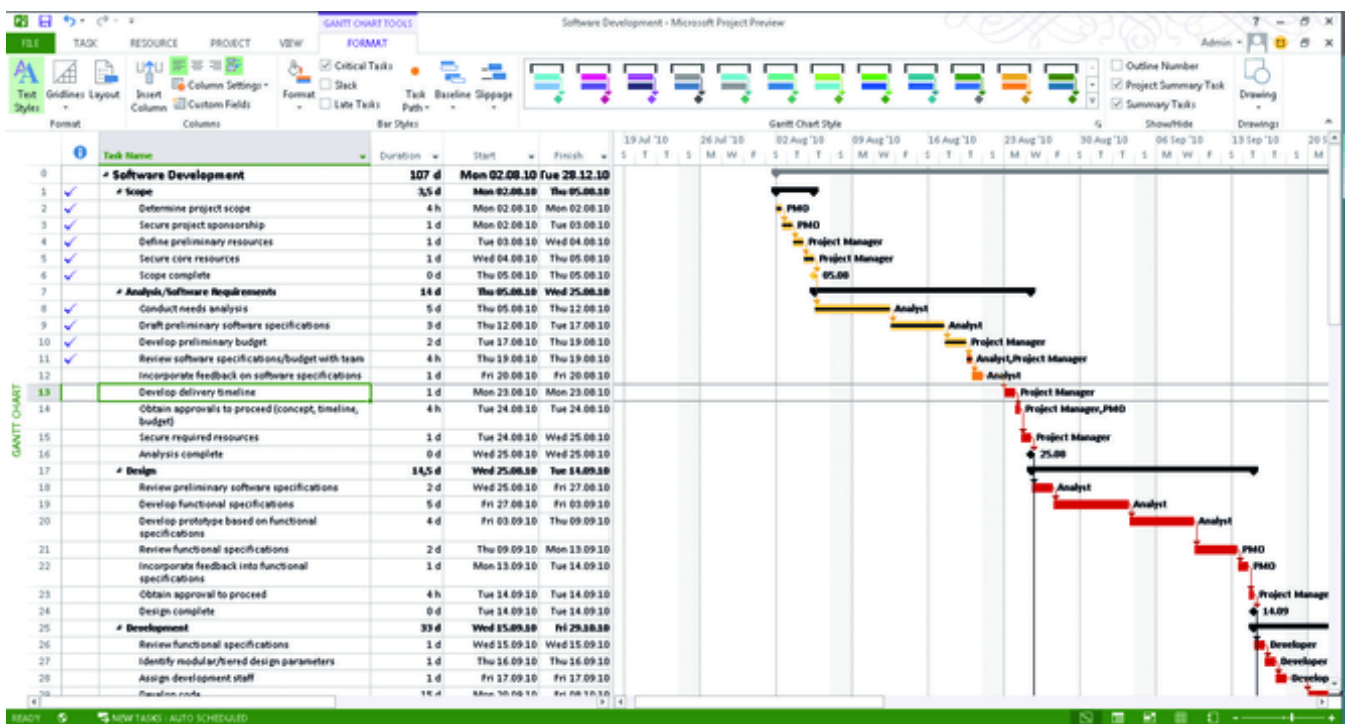 GANTT CHART TOOLS
Software Development - Microsoft Project Preview
FILE TASK RESOURCE PROJECT VIEW FORMAT
Admin
Text Styles
Gridlines
Layout
Format
Insert Column
Column Settings
Custom Fields
Columns
Format
Critical Tasks
Slack
Late Tasks
Task Path
Baseline
Slippage
Bar Styles
Gantt Chart Style
Outline Number
Project Summary Task
Summary Tasks
Show/Hide
Drawing
Drawings
19 Jul '10 26 Jul '10 02 Aug '10 09 Aug '10 16 Aug '10 23 Aug '10 30 Aug '10 06 Sep '10 13 Sep '10 20 S
S T T S M W F S T T S M W F S T T S M W F S T T S M W F S T T S M
Task Name Duration Start Finish
0 Software Development 107 d Mon 02.08.10 Tue 28.12.10
1 Scope 3,5 d Mon 02.08.10 Thu 05.08.10
2 Determine project scope 4 h Mon 02.08.10 Mon 02.08.10 PMO
3 Secure project sponsorship 1 d Mon 02.08.10 Tue 03.08.10 PMO
4 Define preliminary resources 1 d Tue 03.08.10 Wed 04.08.10 Project Manager
5 Secure core resources 1 d Wed 04.08.10 Thu 05.08.10 Project Manager
6 Scope complete 0 d Thu 05.08.10 Thu 05.08.10 05.08
7 Analysis/Software Requirements 14 d Thu 05.08.10 Wed 25.08.10
8 Conduct needs analysis 5 d Thu 05.08.10 Thu 12.08.10 Analyst
9 Draft preliminary software specifications 3 d Thu 12.08.10 Tue 17.08.10 Analyst
10 Develop preliminary budget 2 d Tue 17.08.10 Thu 19.08.10 Project Manager
11 Review software specifications/budget with team 4 h Thu 19.08.10 Thu 19.08.10 Analyst,Project Manager
12 Incorporate feedback on software specifications 1 d Fri 20.08.10 Fri 20.08.10 Analyst
13 Develop delivery timeline 1 d Mon 23.08.10 Mon 23.08.10 Project Manager
14 Obtain approvals to proceed (concept, timeline, 4 h Tue 24.08.10 Tue 24.08.10 Project Manager,PMO
budget)
15 Secure required resources 1 d Tue 24.08.10 Wed 25.08.10 Project Manager
16 Analysis complete 0 d Wed 25.08.10 Wed 25.08.10 25.08
17 Design 14,5 d Wed 25.08.10 Tue 14.09.10
18 Review preliminary software specifications 2 d Wed 25.08.10 Fri 27.08.10 Analyst
19 Develop functional specifications 5 d Fri 27.08.10 Fri 03.09.10 Analyst
20 Develop prototype based on functional 4 d Fri 03.09.10 Thu 09.09.10 Analyst
specifications
21 Review functional specifications 2 d Thu 09.09.10 Mon 13.09.10 PMO
22 Incorporate feedback into functional 1 d Mon 13.09.10 Tue 14.09.10 PMO
specifications
23 Obtain approval to proceed 4 h Tue 14.09.10 Tue 14.09.10 Project Manage
24 Design complete 0 d Tue 14.09.10 Tue 14.09.10 14.09
25 Development 33 d Wed 15.09.10 Fri 29.10.10
26 Review functional specifications 1 d Wed 15.09.10 Wed 15.09.10 Developer
27 Identify modular/tiered design parameters 1 d Thu 16.09.10 Thu 16.09.10 Developer
28 Assign development staff 1 d Fri 17.09.10 Fri 17.09.10 Develop
29 Develop code 15 d Mon 20.09.10 Fri 08.10.10
GANTT CHART
READY NEW TASKS : AUTO SCHEDULED